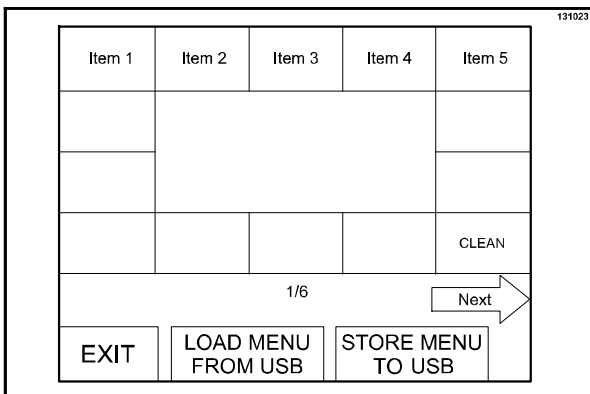 131023
Item 1 Item 2 Item 3 Item 4 Item 5
CLEAN
1/6
Next
EXIT
LOAD MENU
FROM USB
STORE MENU
TO USB